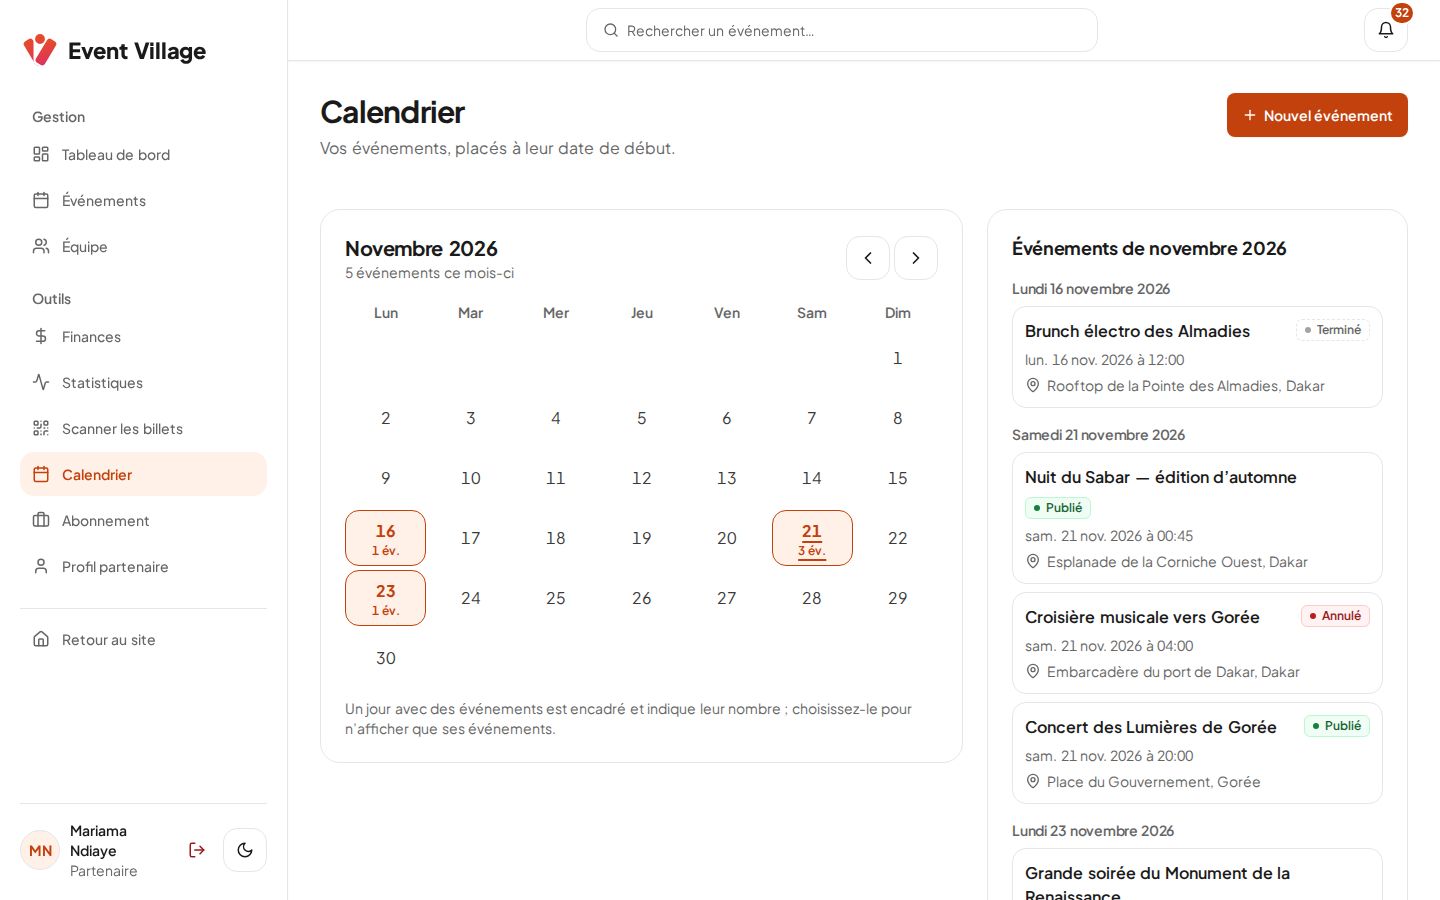 Event Village
Gestion
Tableau de bord
Événements
Équipe
Outils
Finances
Statistiques
Scanner les billets
Calendrier
Abonnement
Profil partenaire
Retour au site
MN
Mariama
Ndiaye
Partenaire
Rechercher un événement…
32
Calendrier
Vos événements, placés à leur date de début.
Nouvel événement
Novembre 2026
5 événements ce mois-ci
Lun Mar Mer Jeu Ven Sam Dim
1
2 3 4 5 6 7 8
9 10 11 12 13 14 15
16 17 18 19 20 21 22
1 év. 3 év.
23 24 25 26 27 28 29
1 év.
30
Un jour avec des événements est encadré et indique leur nombre ; choisissez-le pour
n’afficher que ses événements.
Événements de novembre 2026
Lundi 16 novembre 2026
Brunch électro des Almadies
Terminé
lun. 16 nov. 2026 à 12:00
Rooftop de la Pointe des Almadies, Dakar
Samedi 21 novembre 2026
Nuit du Sabar — édition d’automne
Publié
sam. 21 nov. 2026 à 00:45
Esplanade de la Corniche Ouest, Dakar
Croisière musicale vers Gorée
Annulé
sam. 21 nov. 2026 à 04:00
Embarcadère du port de Dakar, Dakar
Concert des Lumières de Gorée
Publié
sam. 21 nov. 2026 à 20:00
Place du Gouvernement, Gorée
Lundi 23 novembre 2026
Grande soirée du Monument de la
Renaissance